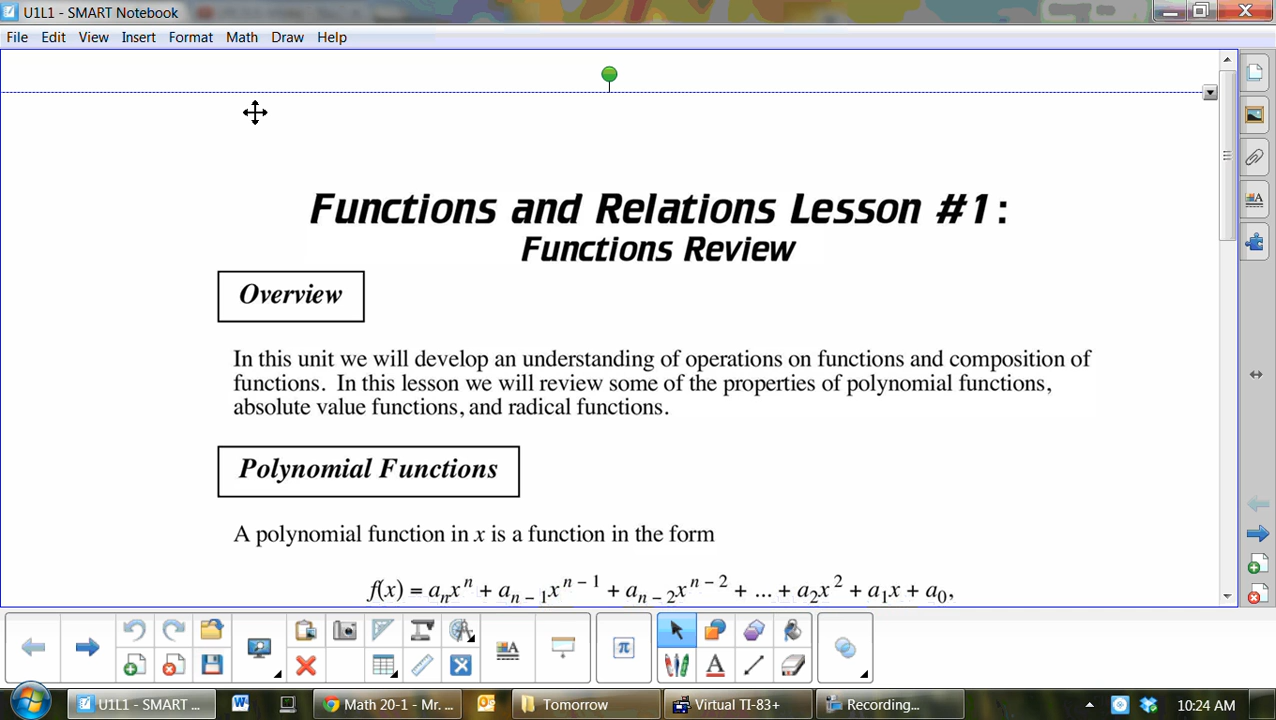 U1L1 - SMART Notebook
File Edit View Insert Format Math Draw Help
Functions and Relations Lesson #1:
Functions Review
Overview
In this unit we will develop an understanding of operations on functions and composition of
functions. In this lesson we will review some of the properties of polynomial functions,
absolute value functions, and radical functions.
Polynomial Functions
A polynomial function in x is a function in the form
f(x) = aₙxⁿ + aₙ₋₁xⁿ⁻¹ + aₙ₋₂xⁿ⁻² + ... + a₂x² + a₁x + a₀,
U1L1 - SMART ... Math 20-1 - Mr. ... Tomorrow Virtual TI-83+ Recording... 10:24 AM